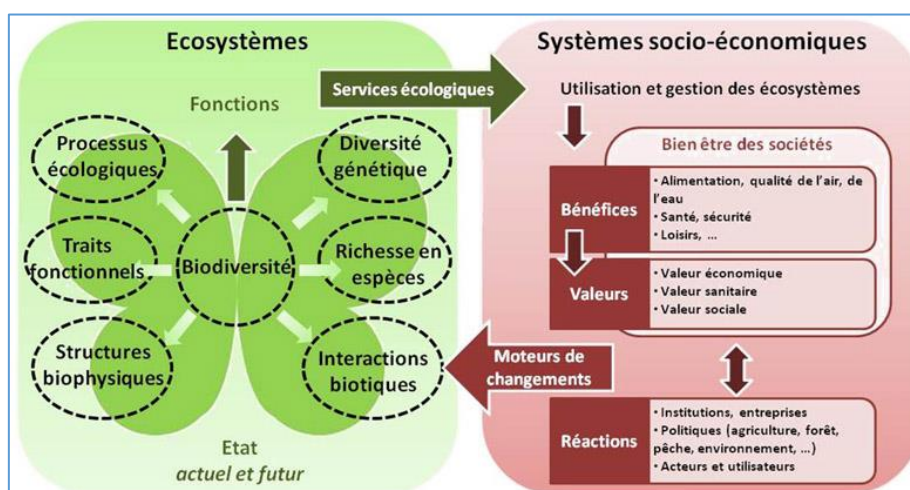 Ecosystèmes
Fonctions
Processus
écologiques
Diversité
génétique
Traits
fonctionnels
Biodiversité
Richesse en
espèces
Structures
biophysiques
Interactions
biotiques
Etat
actuel et futur
Services écologiques
Moteurs de
changements
Systèmes socio-économiques
Utilisation et gestion des écosystèmes
Bien être des sociétés
Bénéfices
• Alimentation, qualité de l'air, de
l'eau
• Santé, sécurité
• Loisirs, ...
Valeurs
• Valeur économique
• Valeur sanitaire
• Valeur sociale
Réactions
• Institutions, entreprises
• Politiques (agriculture, forêt,
pêche, environnement, ...)
• Acteurs et utilisateurs